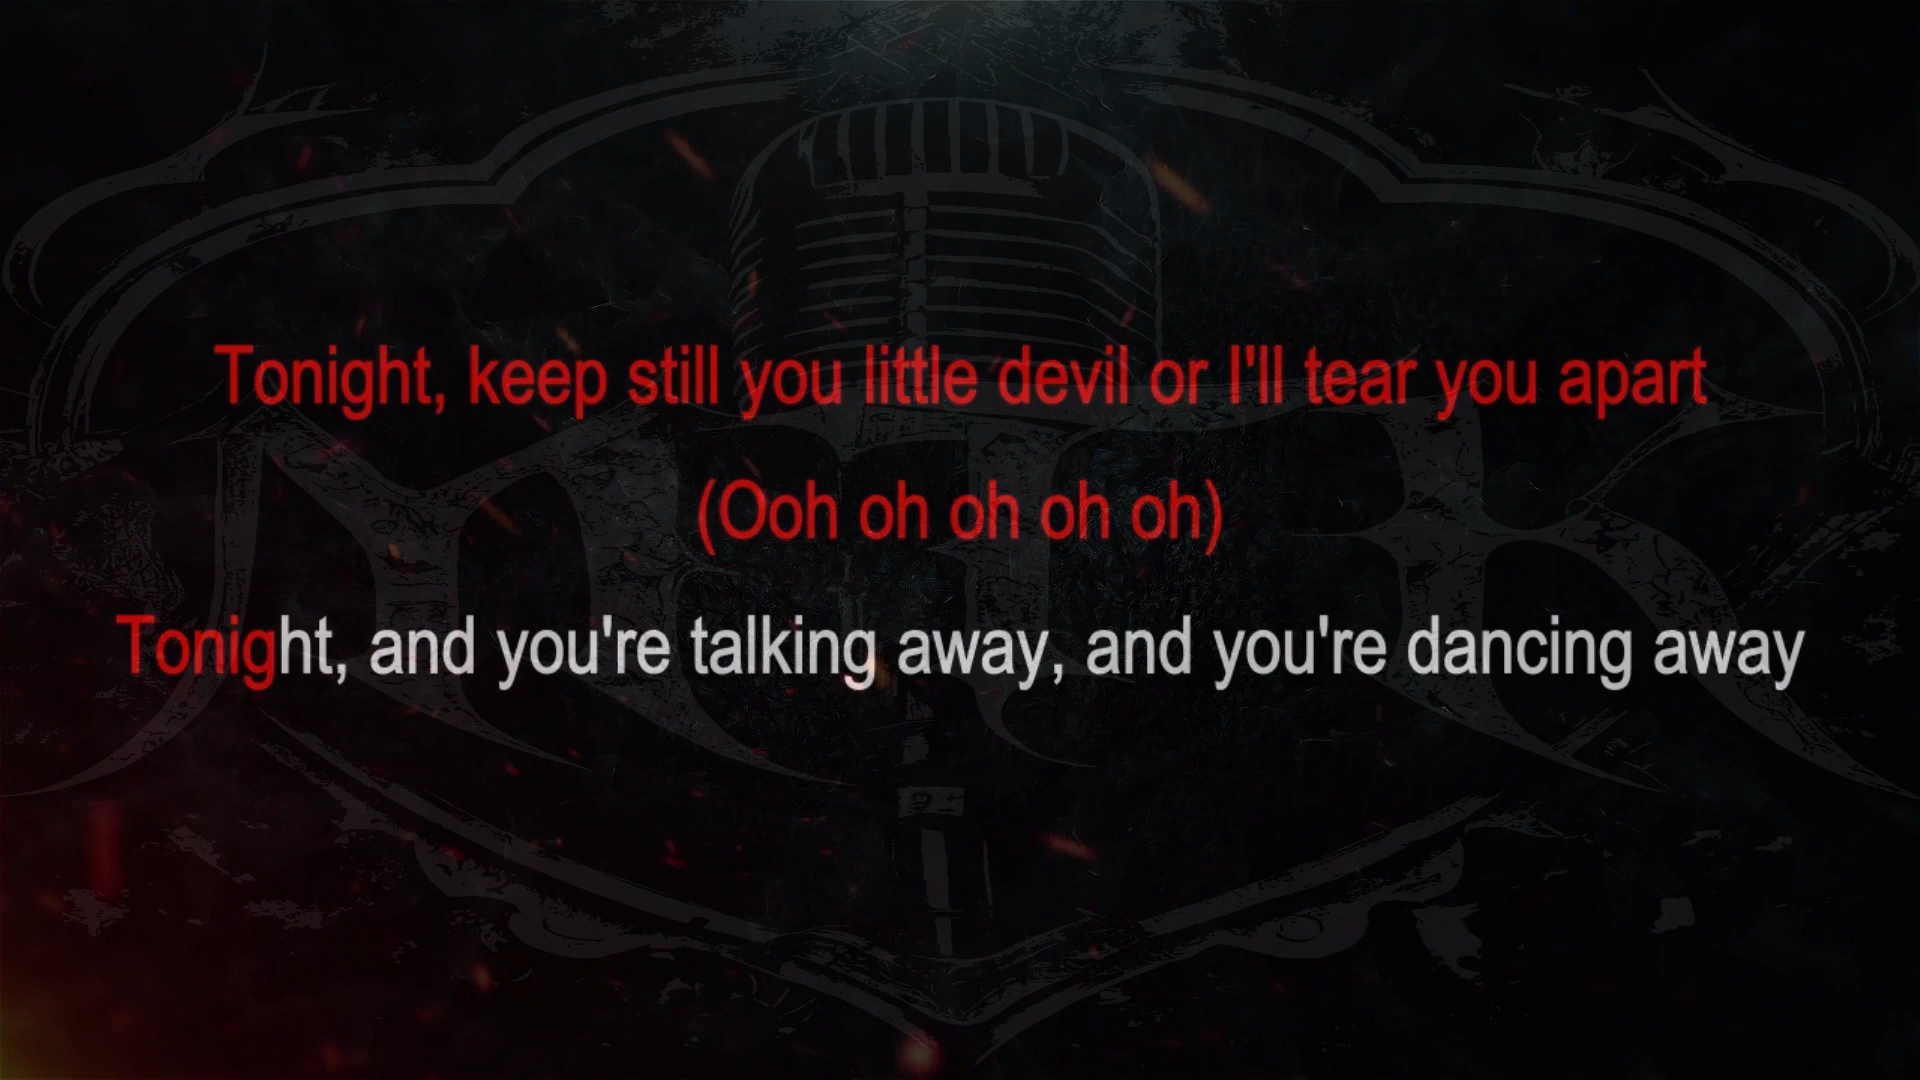 Tonight, keep still you little devil or I'll tear you apart
(Ooh oh oh oh oh)
Tonight, and you're talking away, and you're dancing away
MTK